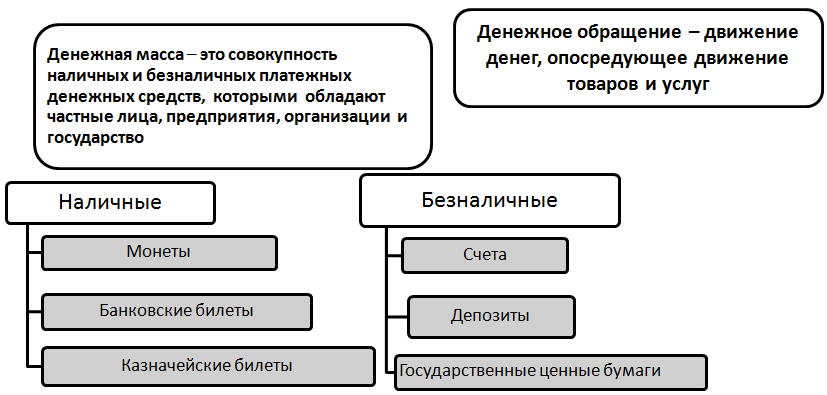 Денежная масса – это совокупность
наличных и безналичных платежных
денежных средств, которыми обладают
частные лица, предприятия, организации и
государство
Денежное обращение – движение
денег, опосредующее движение
товаров и услуг
Наличные
Монеты
Банковские билеты
Казначейские билеты
Безналичные
Счета
Депозиты
Государственные ценные бумаги